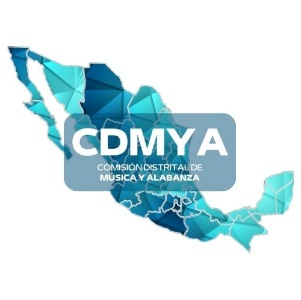 CDMYA
COMISIÓN DISTRITAL DE
MÚSICA Y ALABANZA